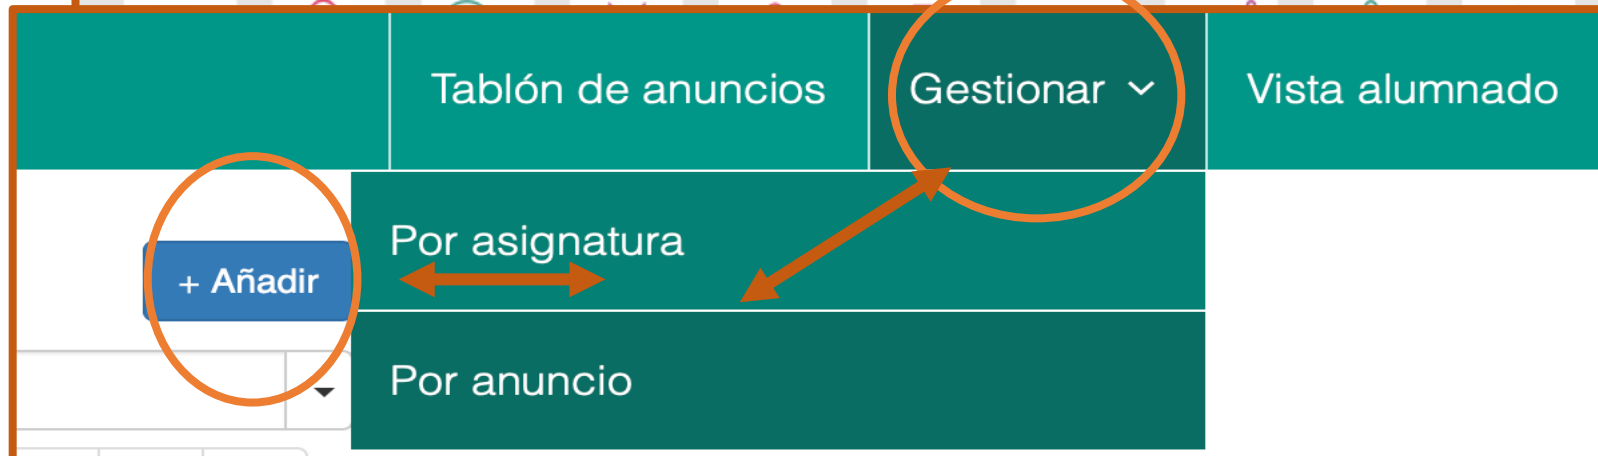 Tablón de anuncios
Gestionar
Vista alumnado
Por asignatura
+ Añadir
Por anuncio